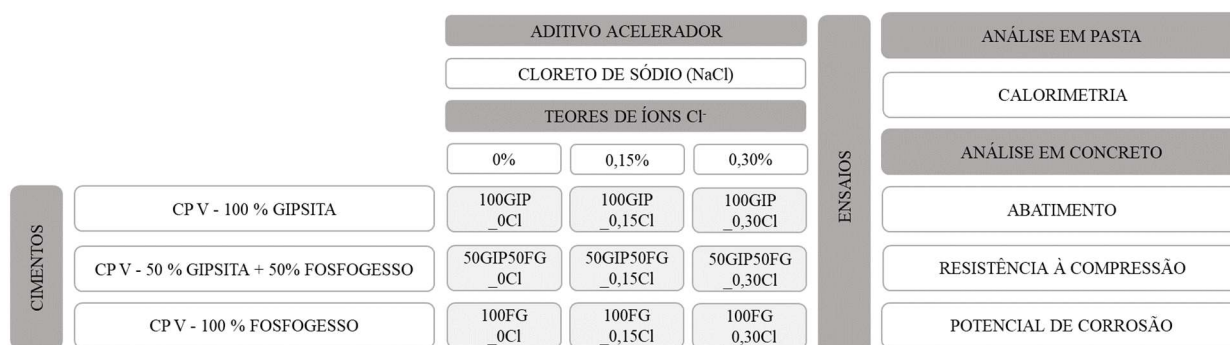 ADITIVO ACELERADOR
CLORETO DE SÓDIO (NaCl)
TEORES DE ÍONS Cl-
0%
0,15%
0,30%
CIMENTOS
CP V - 100 % GIPSITA
100GIP
_0Cl
100GIP
_0,15Cl
100GIP
_0,30Cl
CP V - 50 % GIPSITA + 50% FOSFOGESSO
50GIP50FG
_0Cl
50GIP50FG
_0,15Cl
50GIP50FG
_0,30Cl
CP V - 100 % FOSFOGESSO
100FG
_0Cl
100FG
_0,15Cl
100FG
0,30Cl
ENSAIOS
ANÁLISE EM PASTA
CALORIMETRIA
ANÁLISE EM CONCRETO
ABATIMENTO
RESISTÊNCIA À COMPRESSÃO
POTENCIAL DE CORROSÃO